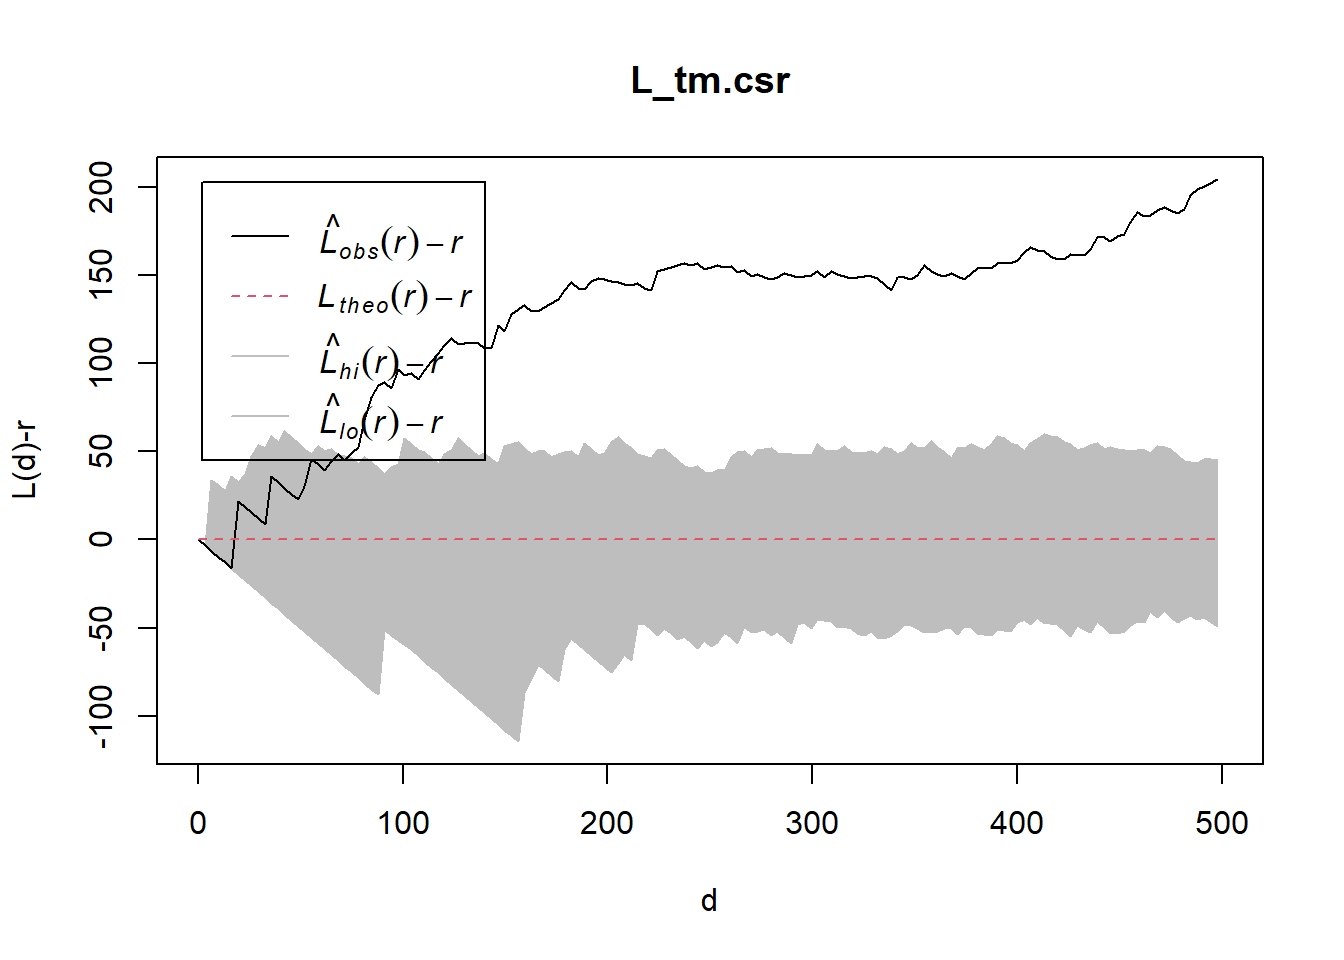 L_tm.csr
L̂obs(r) − r
Ltheo(r) − r
L̂hi(r) − r
L̂lo(r) − r
L(d)-r
200
150
100
50
0
-50
-100
0 100 200 300 400 500
d